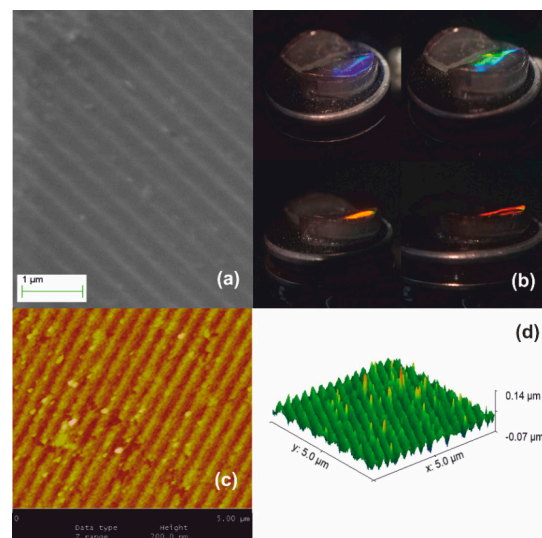 1 µm
(a)
(b)
(c)
0
5.00 µm
Data type
Height
Z range
200.0 nm
(d)
0.14 µm
-0.07 µm
y: 5.0 µm
x: 5.0 µm